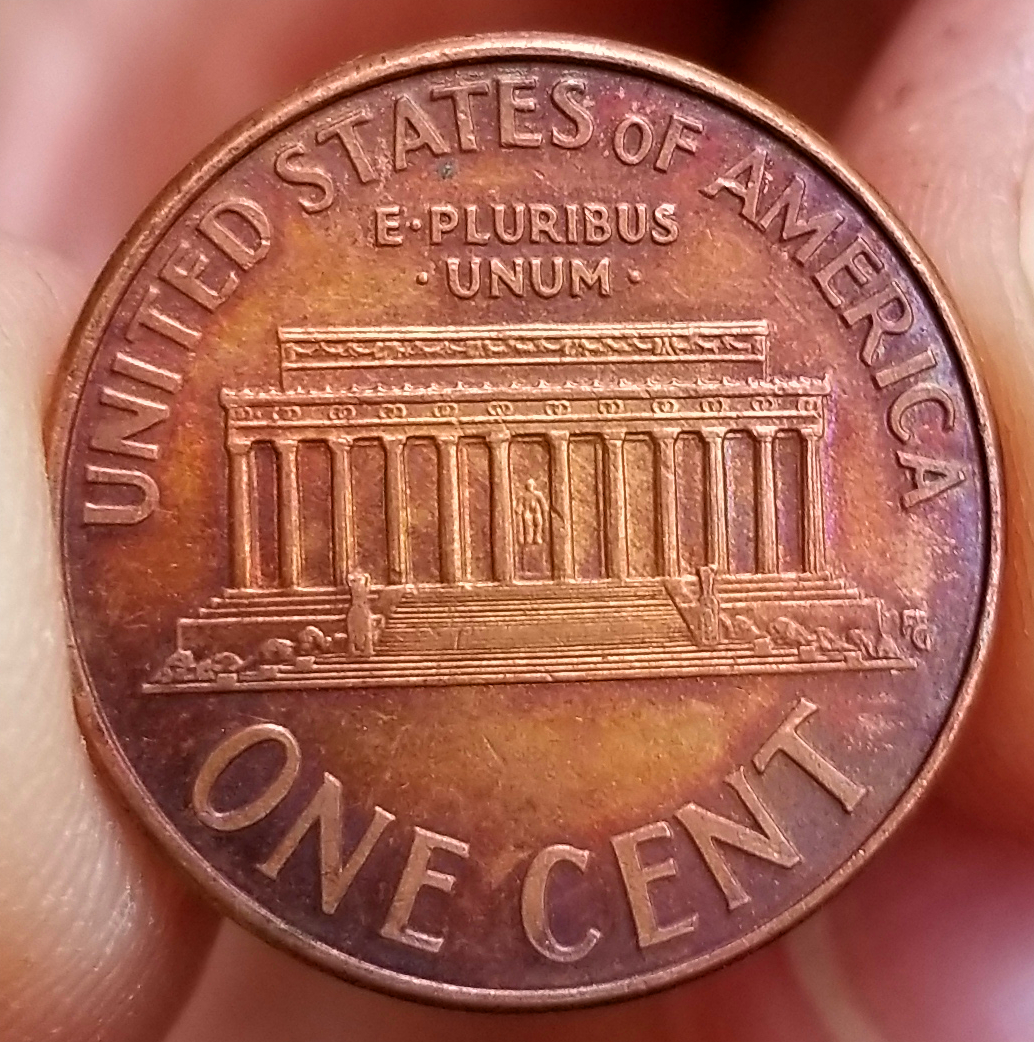 UNITED STATES OF AMERICA
E·PLURIBUS
·UNUM·
FG
ONE CENT